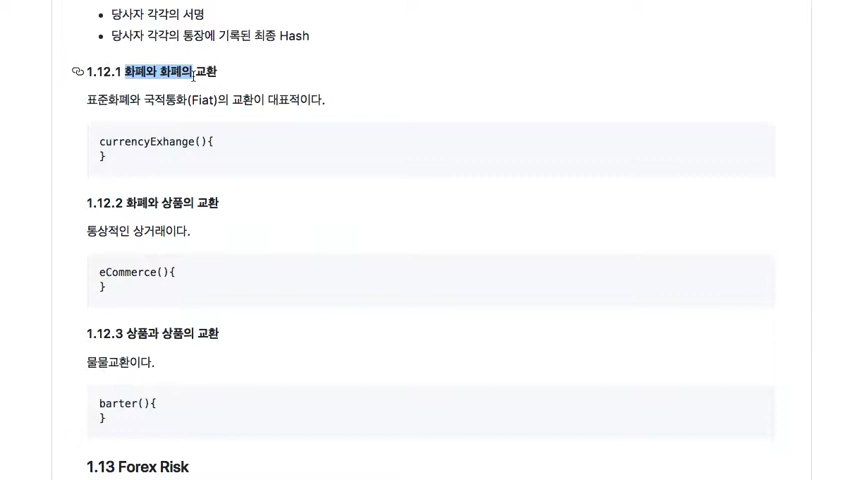 당사자 각각의 서명
당사자 각각의 통장에 기록된 최종 Hash
1.12.1 화폐와 화폐의 교환
표준화폐와 국적통화(Fiat)의 교환이 대표적이다.
currencyExhange(){
}
1.12.2 화폐와 상품의 교환
통상적인 상거래이다.
eCommerce(){
}
1.12.3 상품과 상품의 교환
물물교환이다.
barter(){
}
1.13 Forex Risk